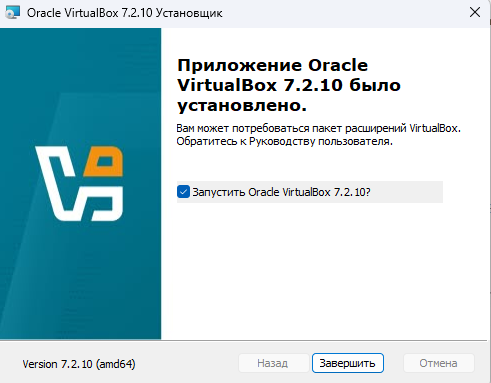 Oracle VirtualBox 7.2.10 Установщик
Приложение Oracle
VirtualBox 7.2.10 было
установлено.
Вам может потребоваться пакет расширений VirtualBox.
Обратитесь к Руководству пользователя.
Запустить Oracle VirtualBox 7.2.10?
Version 7.2.10 (amd64)
Назад
Завершить
Отмена